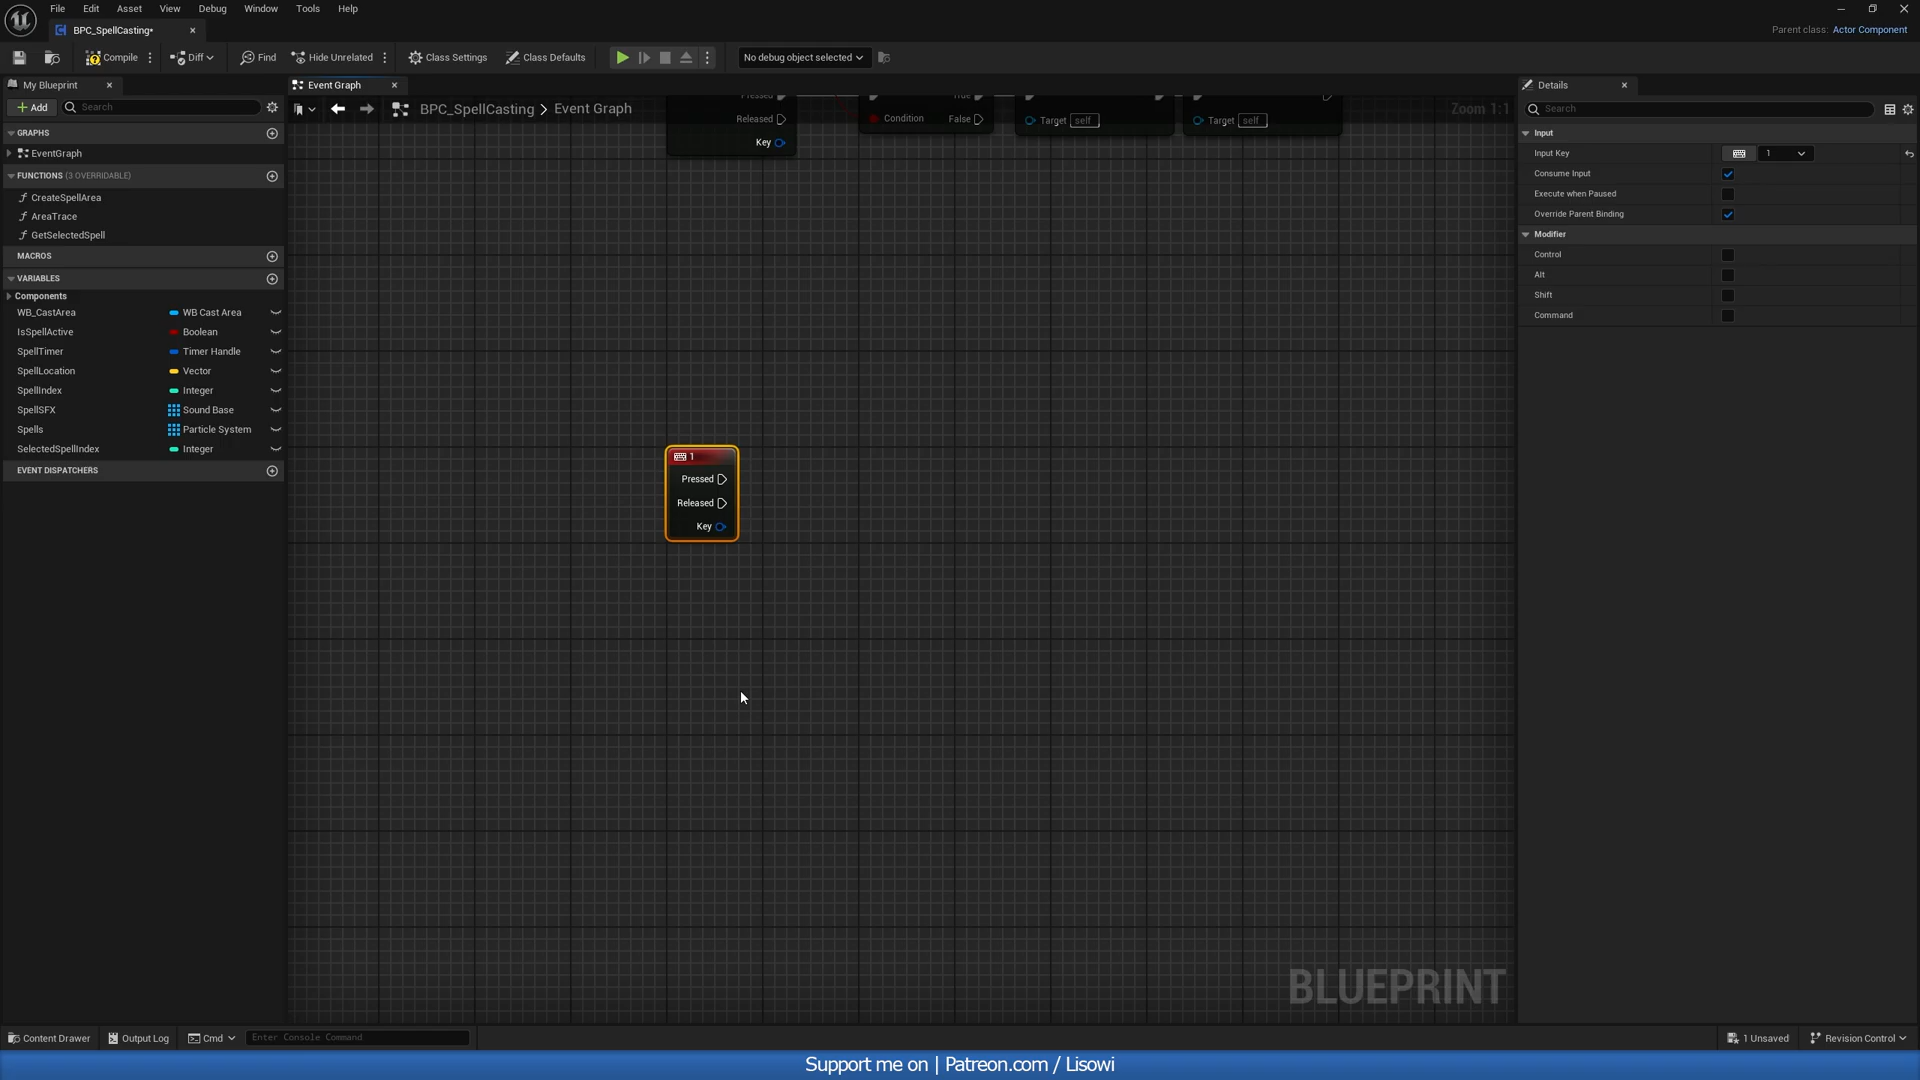 File Edit Asset View Window Tools Help
BPC_SpellCasting•
Parent class: Actor Component
Compile Diff Find Hide Unrelated Class Settings Class Defaults No debug object selected
My Blueprint
Add Search
GRAPHS
EventGraph
FUNCTIONS (3 OVERRIDABLE)
CreateSpellArea
AreaTrace
GetSelectedSpell
MACROS
VARIABLES
Components
WB_CastArea WB Cast Area
IsSpellActive Boolean
SpellTimer Timer Handle
SpellLocation Vector
SpellIndex Integer
SpellSFX Sound Base
Spells Particle System
SelectedSpellIndex Integer
EVENT DISPATCHERS
Event Graph
BPC_SpellCasting > Event Graph
Zoom 1:1
Pressed True
Released Condition False Target self Target self
Key
1
Pressed
Released
Key
BLUEPRINT
Details
Search
Input
Input Key 1
Consume Input
Execute when Paused
Override Parent Binding
Modifier
Control
Alt
Shift
Command
Content Drawer Output Log Cmd Enter Console Command 1 Unsaved Revision Control
Support me on | Patreon.com / Lisowi